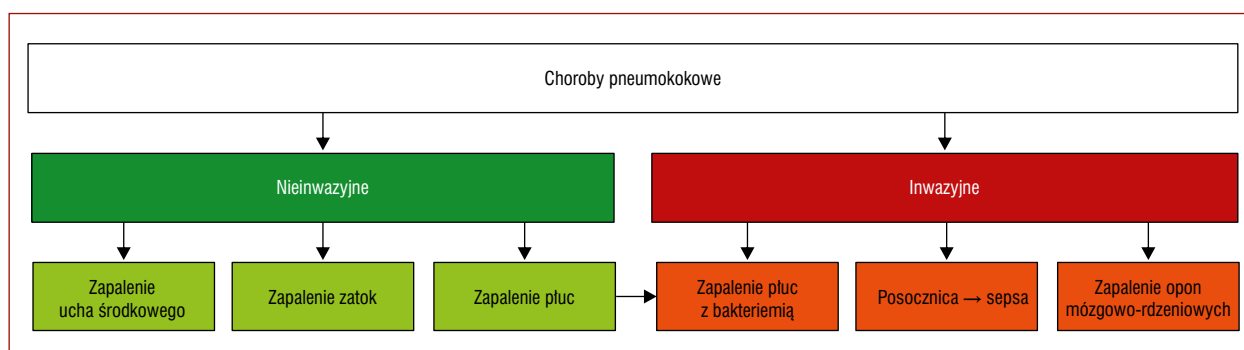 Choroby pneumokokowe
Nieinwazyjne
Inwazyjne
Zapalenie
ucha środkowego
Zapalenie zatok
Zapalenie płuc
Zapalenie płuc
z bakteriemią
Posocznica → sepsa
Zapalenie opon
mózgowo-rdzeniowych